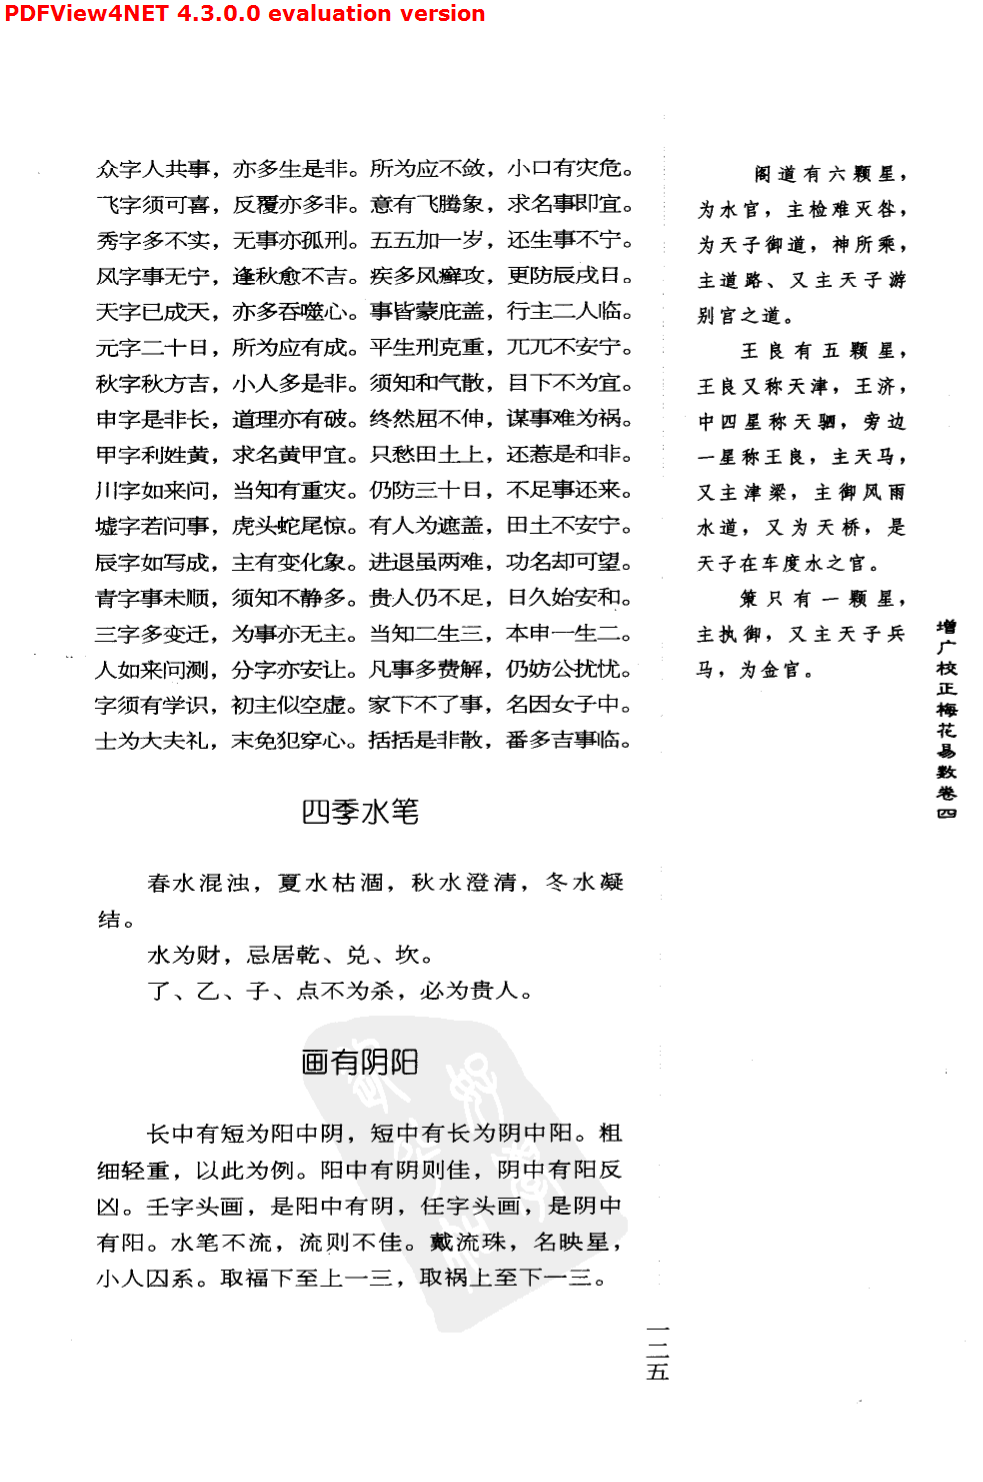 PDFView4NET 4.3.0.0 evaluation version
众字人共事，亦多生是非。所为应不敛，小口有灾危。
飞字须可喜，反覆亦多非。意有飞腾象，求名事即宜。
秀字多不实，无事亦孤刑。五五加一岁，还生事不宁。
风字事无宁，逢秋愈不吉。疾多风癣攻，更防辰戌日。
天字已成天，亦多吞噬心。事皆蒙庇盖，行主二人临。
元字二十日，所为应有成。平生刑克重，兀兀不安宁。
秋字秋方吉，小人多是非。须知和气散，目下不为宜。
申字是非长，道理亦有破。终然屈不伸，谋事难为祸。
甲字利姓黄，求名黄甲宜。只愁田土上，还惹是和非。
川字如来问，当知有重灾。仍防三十日，不足事还来。
墟字若问事，虎头蛇尾惊。有人为遮盖，田土不安宁。
辰字如写成，主有变化象。进退虽两难，功名却可望。
青字事未顺，须知不静多。贵人仍不足，日久始安和。
三字多变迁，为事亦无主。当知二生三，本申一生二。
人如来问测，分字亦安让。凡事多费解，仍妨公扰忧。
字须有学识，初主似空虚。家下不了事，名因女子中。
士为大夫礼，末免犯穿心。括括是非散，番多吉事临。
四季水笔
春水混浊，夏水枯涸，秋水澄清，冬水凝
结。
水为财，忌居乾、兑、坎。
了、乙、子、点不为杀，必为贵人。
画有阴阳
长中有短为阳中阴，短中有长为阴中阳。粗
细轻重，以此为例。阳中有阴则佳，阴中有阳反
凶。壬字头画，是阳中有阴，任字头画，是阴中
有阳。水笔不流，流则不佳。戴流珠，名映星，
小人囚系。取福下至上一三，取祸上至下一三。
阁道有六颗星，
为水官，主检难灭咎，
为天子御道，神所乘，
主道路、又主天子游
别宫之道。
王良有五颗星，
王良又称天津，王济，
中四星称天驷，旁边
一星称王良，主天马，
又主津梁，主御风雨
水道，又为天桥，是
天子在车度水之官。
策只有一颗星，
主执御，又主天子兵
马，为金官。
增广校正梅花易数卷四
一二五